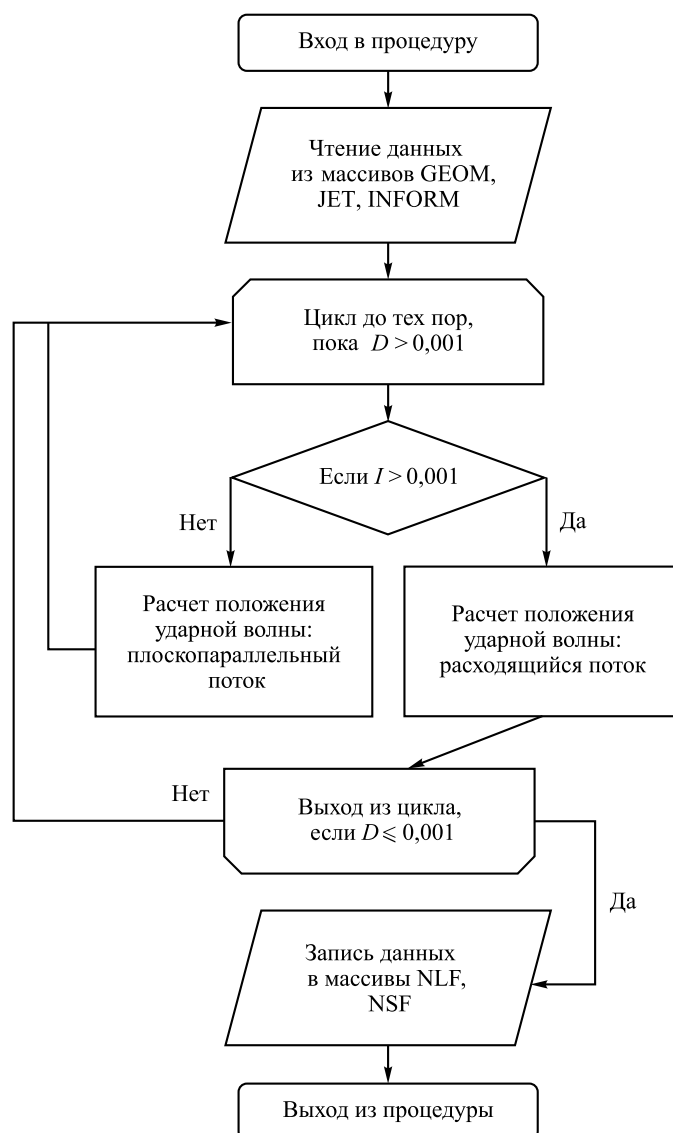 Вход в процедуру
Чтение данных
из массивов GEOM,
JET, INFORM
Цикл до тех пор,
пока D > 0,001
Если I > 0,001
Нет
Да
Расчет положения
ударной волны:
плоскопараллельный
поток
Расчет положения
ударной волны:
расходящийся поток
Нет
Выход из цикла,
если D ⩽ 0,001
Да
Запись данных
в массивы NLF,
NSF
Выход из процедуры